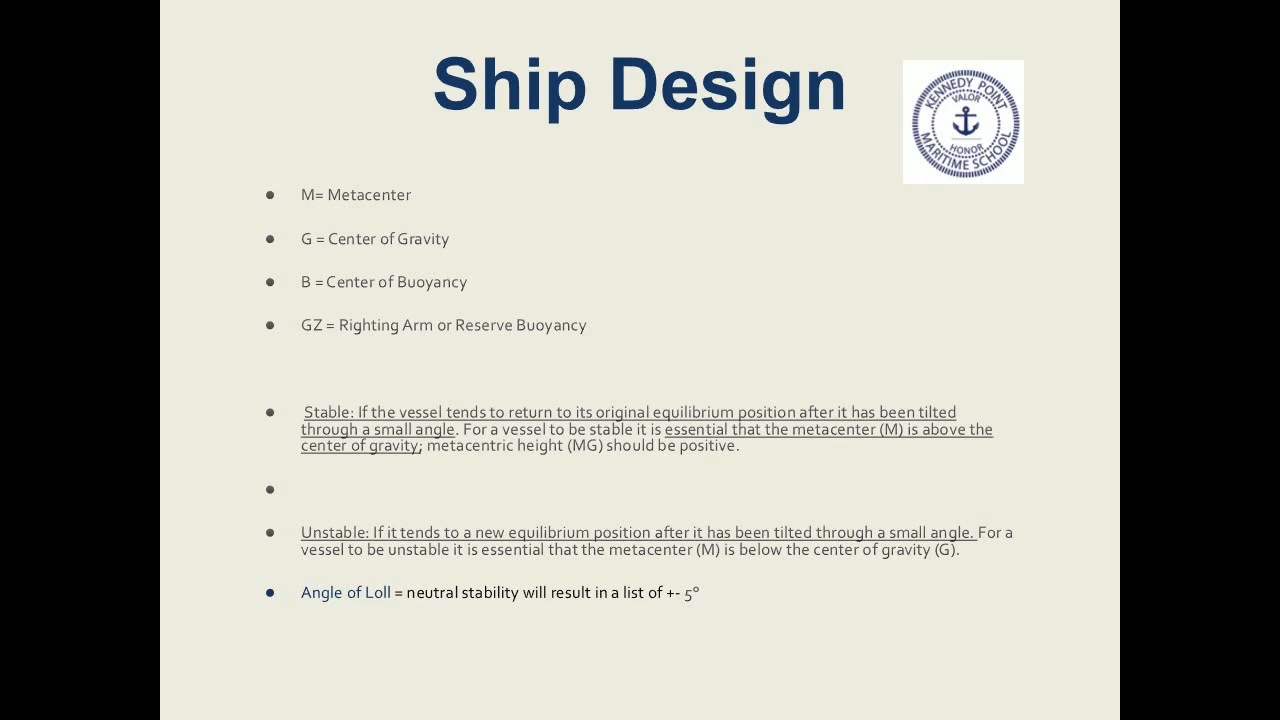 Ship Design
KENNEDY POINT
VALOR
HONOR
MARITIME SCHOOL
M= Metacenter
G = Center of Gravity
B = Center of Buoyancy
GZ = Righting Arm or Reserve Buoyancy
Stable: If the vessel tends to return to its original equilibrium position after it has been tilted
through a small angle. For a vessel to be stable it is essential that the metacenter (M) is above the
center of gravity; metacentric height (MG) should be positive.
Unstable: If it tends to a new equilibrium position after it has been tilted through a small angle. For a
vessel to be unstable it is essential that the metacenter (M) is below the center of gravity (G).
Angle of Loll = neutral stability will result in a list of +- 5°